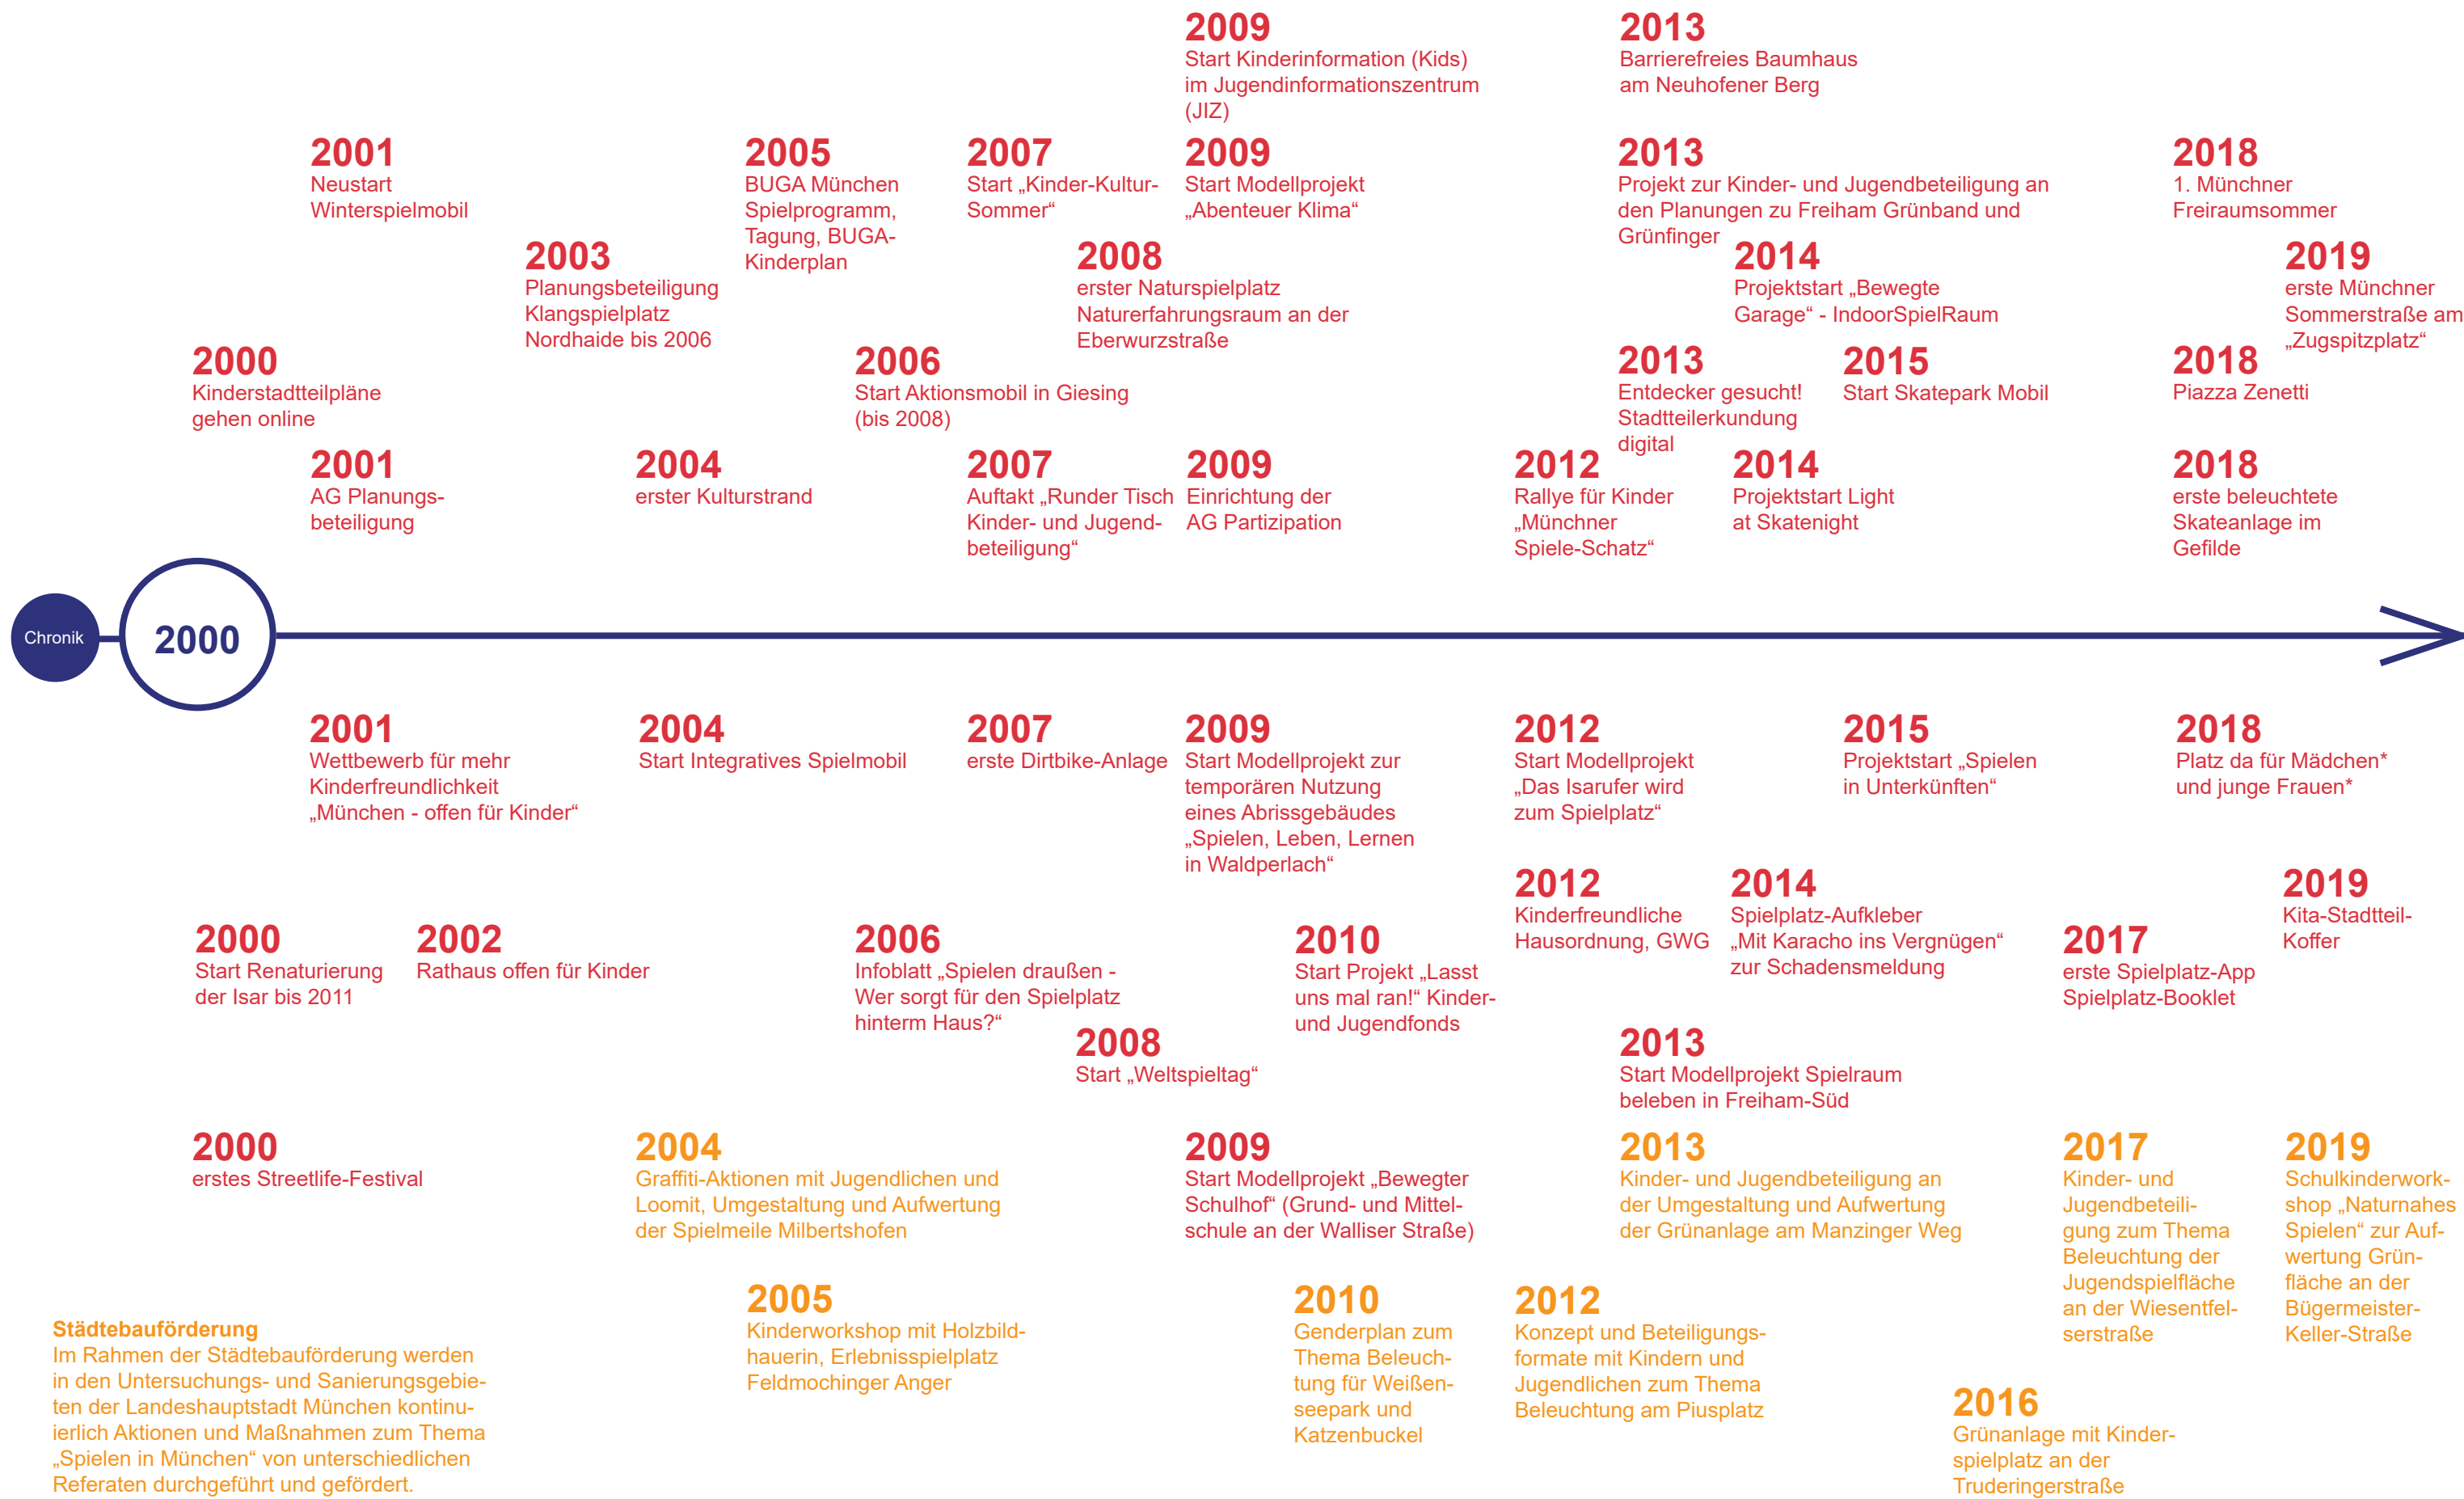 2009
Start Kinderinformation (Kids)
im Jugendinformationszentrum
(JIZ)
2013
Barrierefreies Baumhaus
am Neuhofener Berg
2001
Neustart
Winterspielmobil
2005
BUGA München
Spielprogramm,
Tagung, BUGA-
Kinderplan
2007
Start „Kinder-Kultur-
Sommer“
2009
Start Modellprojekt
„Abenteuer Klima“
2013
Projekt zur Kinder- und Jugendbeteiligung an
den Planungen zu Freiham Grünband und
Grünfinger
2018
1. Münchner
Freiraumsommer
2003
Planungsbeteiligung
Klangspielplatz
Nordhaide bis 2006
2008
erster Naturspielplatz
Naturerfahrungsraum an der
Eberwurzstraße
2014
Projektstart „Bewegte
Garage“ - IndoorSpielRaum
2019
erste Münchner
Sommerstraße am
„Zugspitzplatz“
2000
Kinderstadtteilpläne
gehen online
2006
Start Aktionsmobil in Giesing
(bis 2008)
2013
Entdecker gesucht!
Stadtteilerkundung
digital
2015
Start Skatepark Mobil
2018
Piazza Zenetti
2001
AG Planungs-
beteiligung
2004
erster Kulturstrand
2007
Auftakt „Runder Tisch
Kinder- und Jugend-
beteiligung“
2009
Einrichtung der
AG Partizipation
2012
Rallye für Kinder
„Münchner
Spiele-Schatz“
2014
Projektstart Light
at Skatenight
2018
erste beleuchtete
Skateanlage im
Gefilde
Chronik
2000
2001
Wettbewerb für mehr
Kinderfreundlichkeit
„München - offen für Kinder“
2004
Start Integratives Spielmobil
2007
erste Dirtbike-Anlage
2009
Start Modellprojekt zur
temporären Nutzung
eines Abrissgebäudes
„Spielen, Leben, Lernen
in Waldperlach“
2012
Start Modellprojekt
„Das Isarufer wird
zum Spielplatz“
2015
Projektstart „Spielen
in Unterkünften“
2018
Platz da für Mädchen*
und junge Frauen*
2012
Kinderfreundliche
Hausordnung, GWG
2014
Spielplatz-Aufkleber
„Mit Karacho ins Vergnügen“
zur Schadensmeldung
2019
Kita-Stadtteil-
Koffer
2000
Start Renaturierung
der Isar bis 2011
2002
Rathaus offen für Kinder
2006
Infoblatt „Spielen draußen -
Wer sorgt für den Spielplatz
hinterm Haus?“
2010
Start Projekt „Lasst
uns mal ran!“ Kinder-
und Jugendfonds
2017
erste Spielplatz-App
Spielplatz-Booklet
2008
Start „Weltspieltag“
2013
Start Modellprojekt Spielraum
beleben in Freiham-Süd
2000
erstes Streetlife-Festival
2004
Graffiti-Aktionen mit Jugendlichen und
Loomit, Umgestaltung und Aufwertung
der Spielmeile Milbertshofen
2009
Start Modellprojekt „Bewegter
Schulhof“ (Grund- und Mittel-
schule an der Walliser Straße)
2013
Kinder- und Jugendbeteiligung an
der Umgestaltung und Aufwertung
der Grünanlage am Manzinger Weg
2017
Kinder- und
Jugendbeteili-
gung zum Thema
Beleuchtung der
Jugendspielfläche
an der Wiesentfel-
serstraße
2019
Schulkinderwork-
shop „Naturnahes
Spielen“ zur Auf-
wertung Grün-
fläche an der
Bügermeister-
Keller-Straße
2005
Kinderworkshop mit Holzbild-
hauerin, Erlebnisspielplatz
Feldmochinger Anger
2010
Genderplan zum
Thema Beleuch-
tung für Weißen-
seepark und
Katzenbuckel
2012
Konzept und Beteiligungs-
formate mit Kindern und
Jugendlichen zum Thema
Beleuchtung am Piusplatz
2016
Grünanlage mit Kinder-
spielplatz an der
Truderingerstraße
Städtebauförderung
Im Rahmen der Städtebauförderung werden
in den Untersuchungs- und Sanierungsgebie-
ten der Landeshauptstadt München kontinu-
ierlich Aktionen und Maßnahmen zum Thema
„Spielen in München“ von unterschiedlichen
Referaten durchgeführt und gefördert.